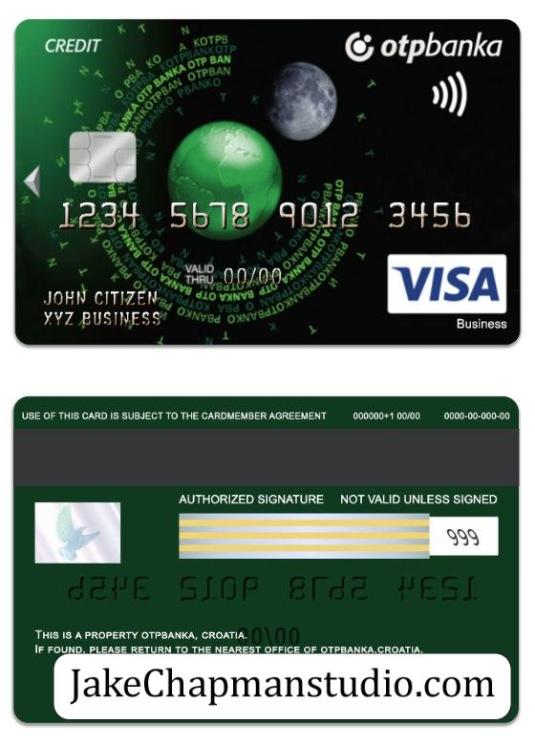 CREDIT
otpbanka
1234 5678 9012 3456
VALID THRU 00/00
JOHN CITIZEN
XYZ BUSINESS
VISA
Business
USE OF THIS CARD IS SUBJECT TO THE CARDMEMBER AGREEMENT 000000+1 00/00 0000-00-000-00
AUTHORIZED SIGNATURE NOT VALID UNLESS SIGNED
999
THIS IS A PROPERTY OTPBANKA, CROATIA.
IF FOUND, PLEASE RETURN TO THE NEAREST OFFICE OF OTPBANKA,CROATIA.
JakeChapmanstudio.com